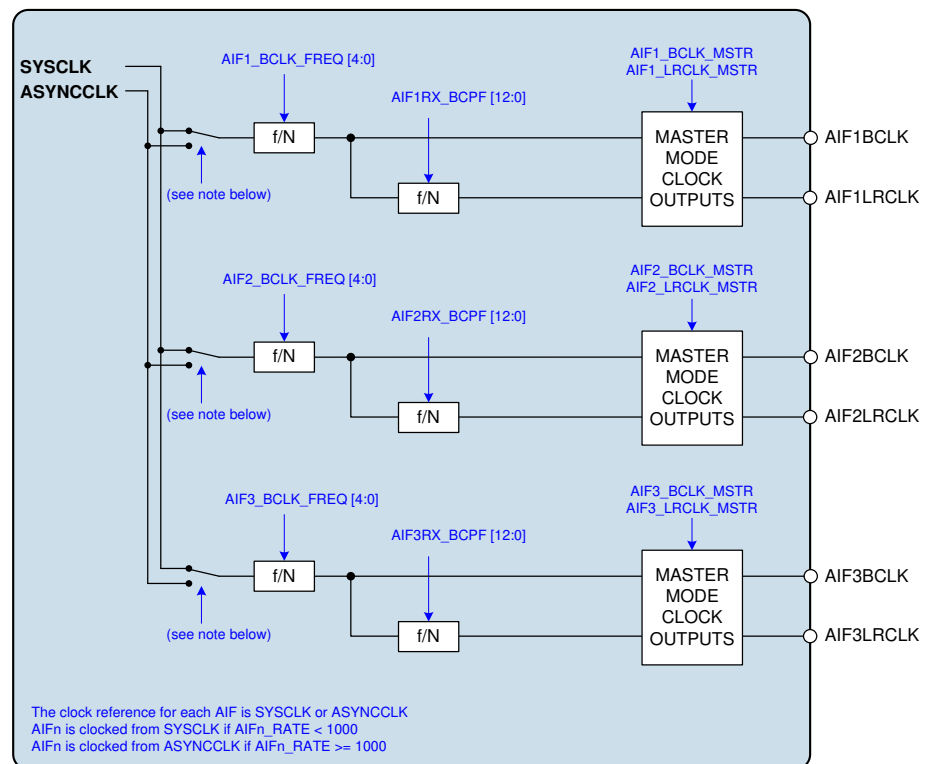 SYSCLK
ASYNCCLK
AIF1_BCLK_FREQ [4:0]
AIF1RX_BCPF [12:0]
AIF1_BCLK_MSTR
AIF1_LRCLK_MSTR
f/N
f/N
MASTER
MODE
CLOCK
OUTPUTS
AIF1BCLK
AIF1LRCLK
(see note below)
AIF2_BCLK_FREQ [4:0]
AIF2RX_BCPF [12:0]
AIF2_BCLK_MSTR
AIF2_LRCLK_MSTR
f/N
f/N
MASTER
MODE
CLOCK
OUTPUTS
AIF2BCLK
AIF2LRCLK
(see note below)
AIF3_BCLK_FREQ [4:0]
AIF3RX_BCPF [12:0]
AIF3_BCLK_MSTR
AIF3_LRCLK_MSTR
f/N
f/N
MASTER
MODE
CLOCK
OUTPUTS
AIF3BCLK
AIF3LRCLK
(see note below)
The clock reference for each AIF is SYSCLK or ASYNCCLK
AIFn is clocked from SYSCLK if AIFn_RATE < 1000
AIFn is clocked from ASYNCCLK if AIFn_RATE >= 1000